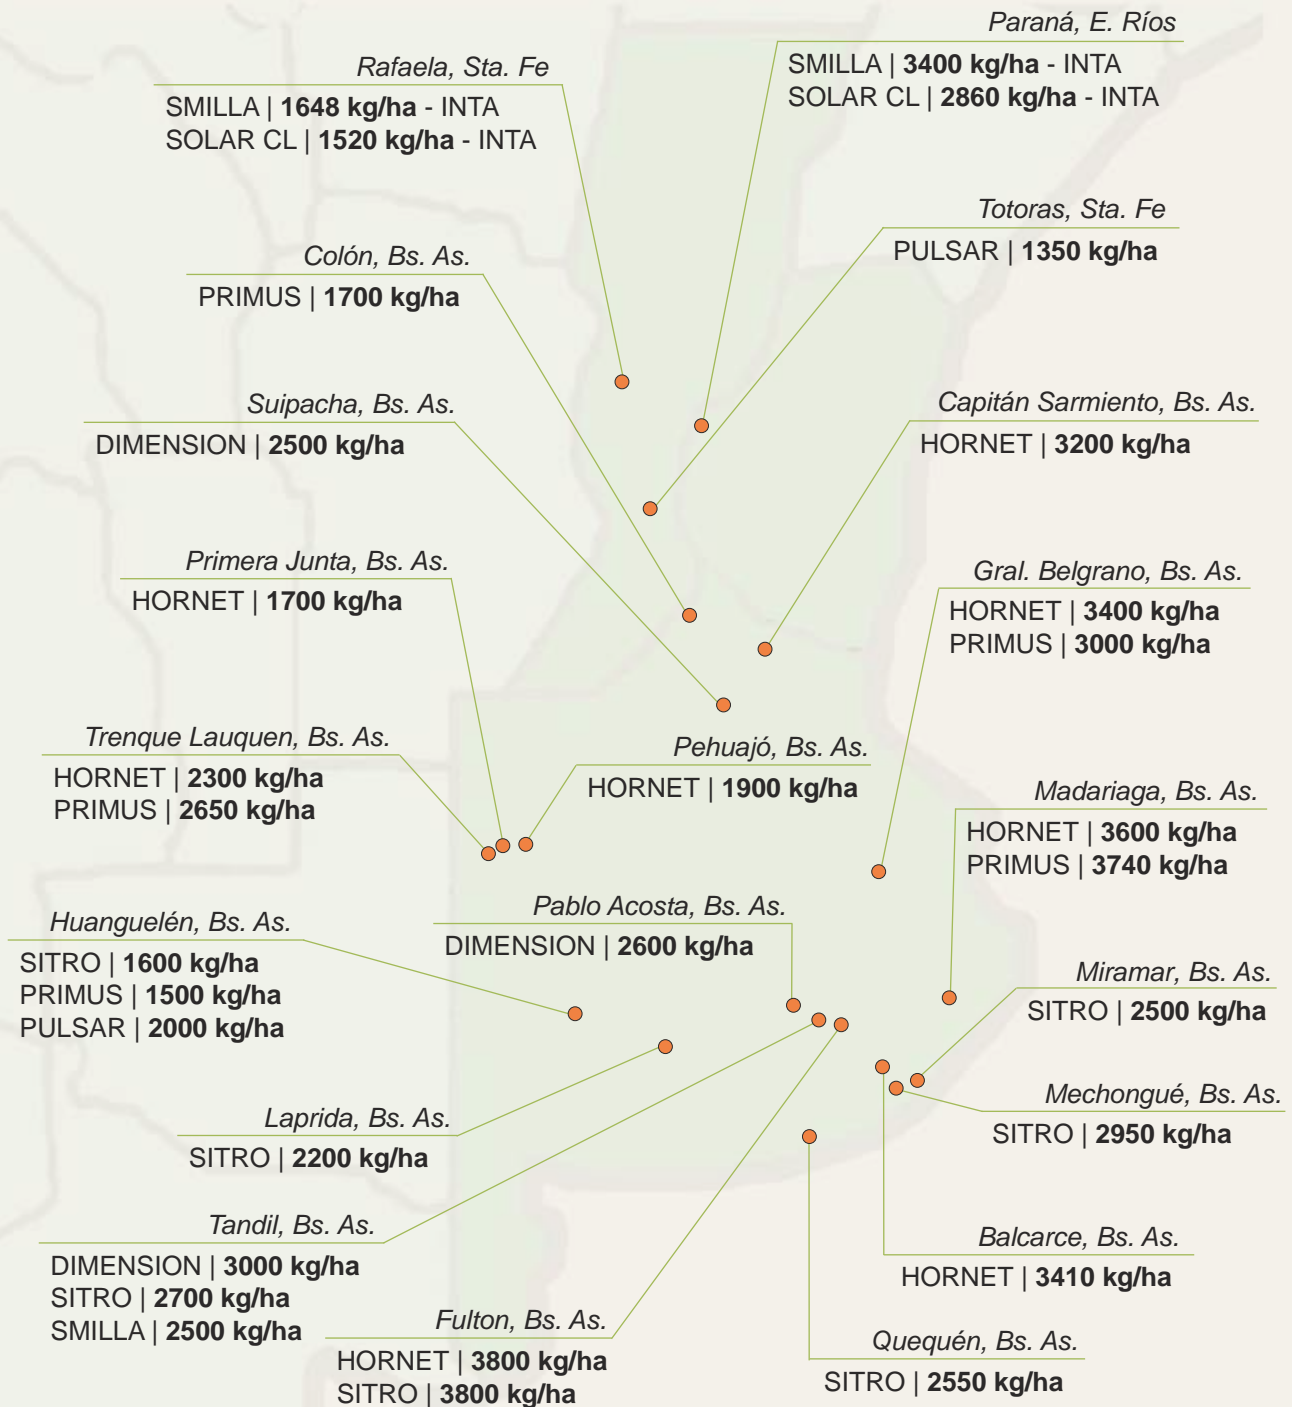 Paraná, E. Ríos
SMILLA | 3400 kg/ha - INTA
SOLAR CL | 2860 kg/ha - INTA
Rafaela, Sta. Fe
SMILLA | 1648 kg/ha - INTA
SOLAR CL | 1520 kg/ha - INTA
Totoras, Sta. Fe
PULSAR | 1350 kg/ha
Colón, Bs. As.
PRIMUS | 1700 kg/ha
Suipacha, Bs. As.
DIMENSION | 2500 kg/ha
Capitán Sarmiento, Bs. As.
HORNET | 3200 kg/ha
Primera Junta, Bs. As.
HORNET | 1700 kg/ha
Gral. Belgrano, Bs. As.
HORNET | 3400 kg/ha
PRIMUS | 3000 kg/ha
Trenque Lauquen, Bs. As.
HORNET | 2300 kg/ha
PRIMUS | 2650 kg/ha
Pehuajó, Bs. As.
HORNET | 1900 kg/ha
Madariaga, Bs. As.
HORNET | 3600 kg/ha
PRIMUS | 3740 kg/ha
Huanguelén, Bs. As.
SITRO | 1600 kg/ha
PRIMUS | 1500 kg/ha
PULSAR | 2000 kg/ha
Pablo Acosta, Bs. As.
DIMENSION | 2600 kg/ha
Miramar, Bs. As.
SITRO | 2500 kg/ha
Mechongué, Bs. As.
SITRO | 2950 kg/ha
Laprida, Bs. As.
SITRO | 2200 kg/ha
Tandil, Bs. As.
DIMENSION | 3000 kg/ha
SITRO | 2700 kg/ha
SMILLA | 2500 kg/ha
Balcarce, Bs. As.
HORNET | 3410 kg/ha
Fulton, Bs. As.
HORNET | 3800 kg/ha
SITRO | 3800 kg/ha
Quequén, Bs. As.
SITRO | 2550 kg/ha